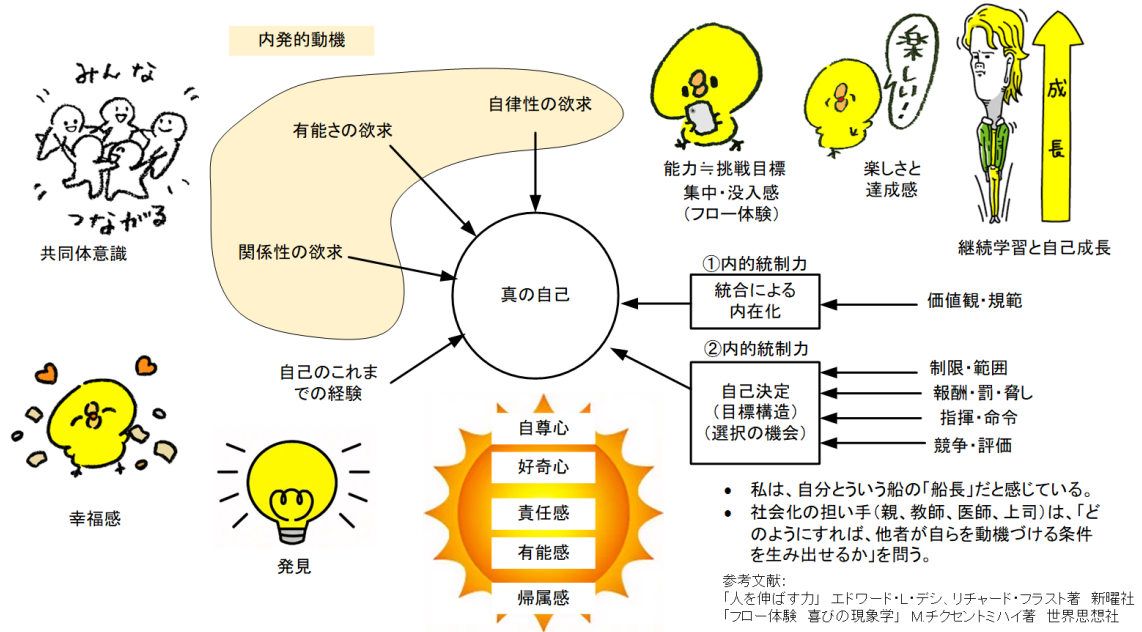 内発的動機
みんな
つながる
共同体意識
有能さの欲求
自律性の欲求
関係性の欲求
真の自己
自己のこれま
での経験
能力≒挑戦目標
集中・没入感
(フロー体験)
楽しい!
楽しさと
達成感
成長
継続学習と自己成長
①内的統制力
統合による
内在化
価値観・規範
②内的統制力
自己決定
(目標構造)
(選択の機会)
制限・範囲
報酬・罰・脅し
指揮・命令
競争・評価
幸福感
発見
自尊心
好奇心
責任感
有能感
帰属感
• 私は、自分とういう船の「船長」だと感じている。
• 社会化の担い手(親、教師、医師、上司)は、「ど
のようにすれば、他者が自らを動機づける条件
を生み出せるか」を問う。
参考文献:
「人を伸ばす力」 エドワード・L・デシ、リチャード・フラスト著 新曜社
「フロー体験 喜びの現象学」 M.チクセントミハイ著 世界思想社